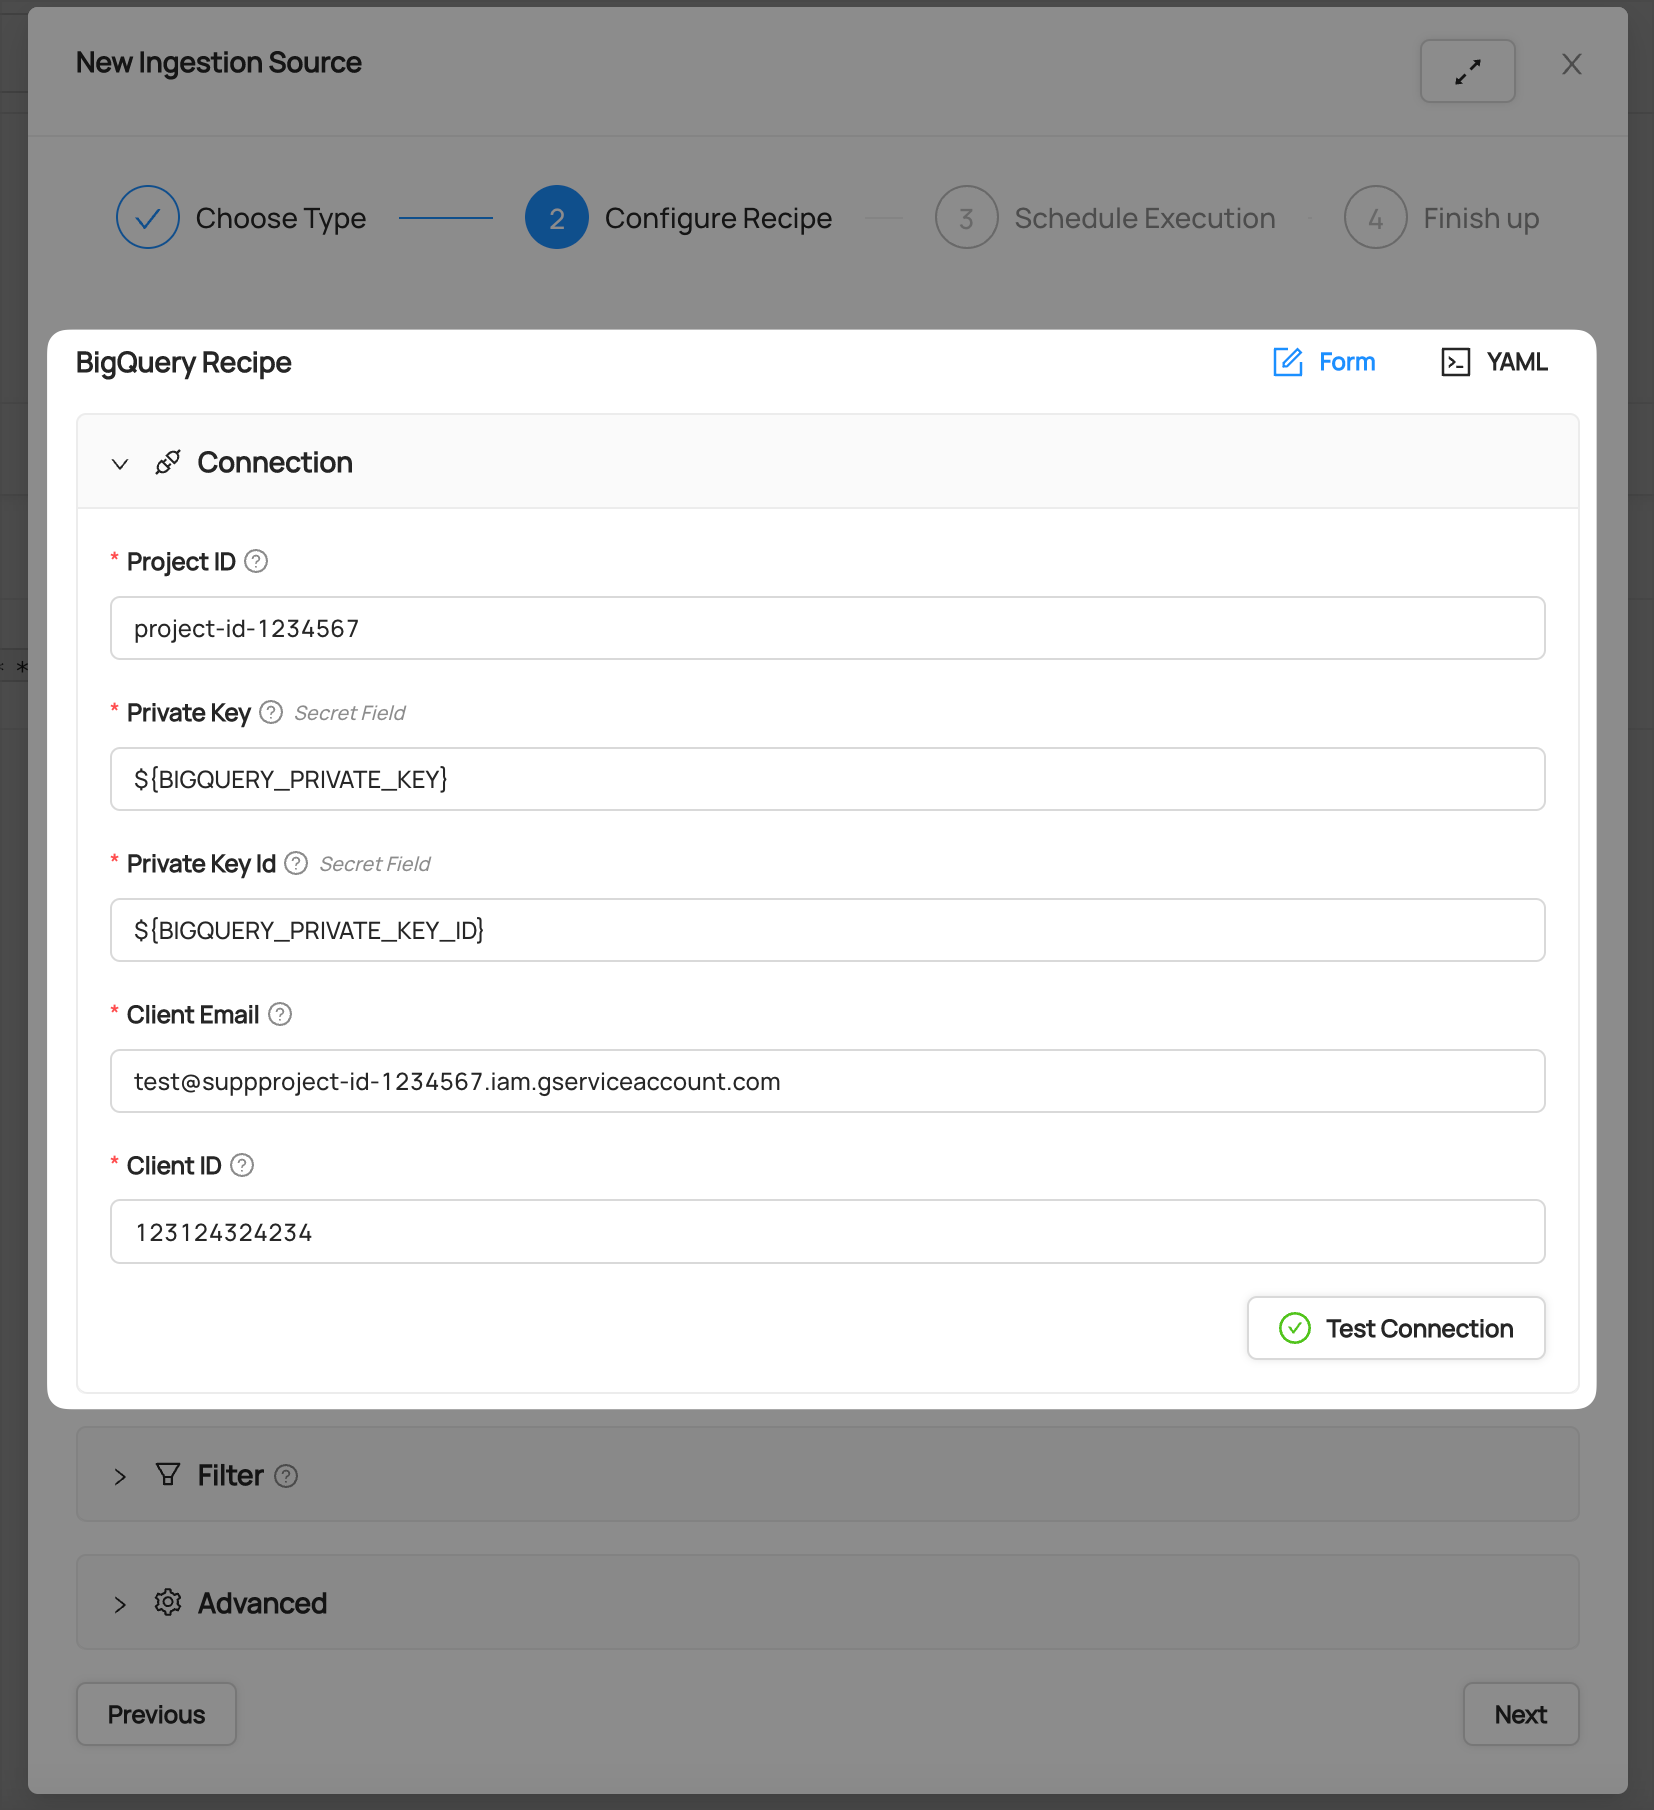 New Ingestion Source
Choose Type
2 Configure Recipe
3 Schedule Execution
4 Finish up
BigQuery Recipe
Form
YAML
Connection
* Project ID
project-id-1234567
* Private Key Secret Field
${BIGQUERY_PRIVATE_KEY}
* Private Key Id Secret Field
${BIGQUERY_PRIVATE_KEY_ID}
* Client Email
test@suppproject-id-1234567.iam.gserviceaccount.com
* Client ID
123124324234
Test Connection
Filter
Advanced
Previous
Next